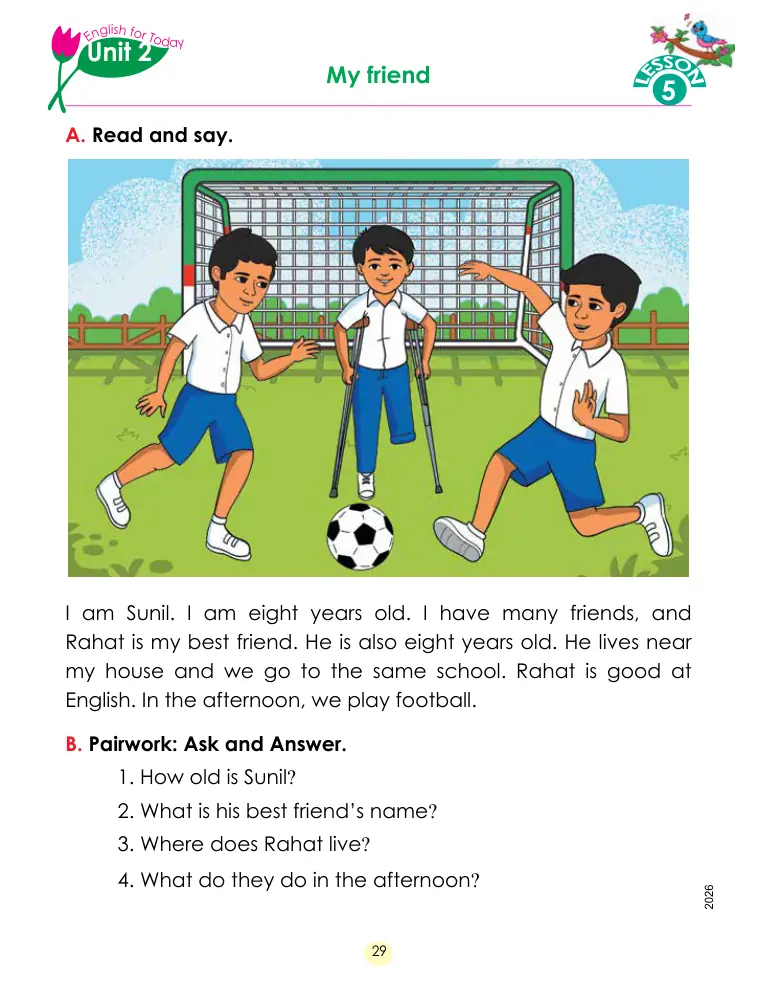 English for Today
Unit 2
My friend
LESSON
5
A. Read and say.
I am Sunil. I am eight years old. I have many friends, and
Rahat is my best friend. He is also eight years old. He lives near
my house and we go to the same school. Rahat is good at
English. In the afternoon, we play football.
B. Pairwork: Ask and Answer.
1. How old is Sunil?
2. What is his best friend’s name?
3. Where does Rahat live?
4. What do they do in the afternoon?
2026
29